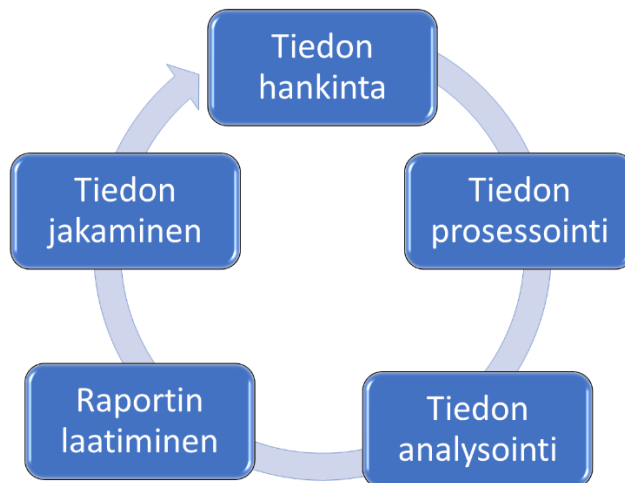 Tiedon
hankinta
Tiedon
prosessointi
Tiedon
analysointi
Raportin
laatiminen
Tiedon
jakaminen